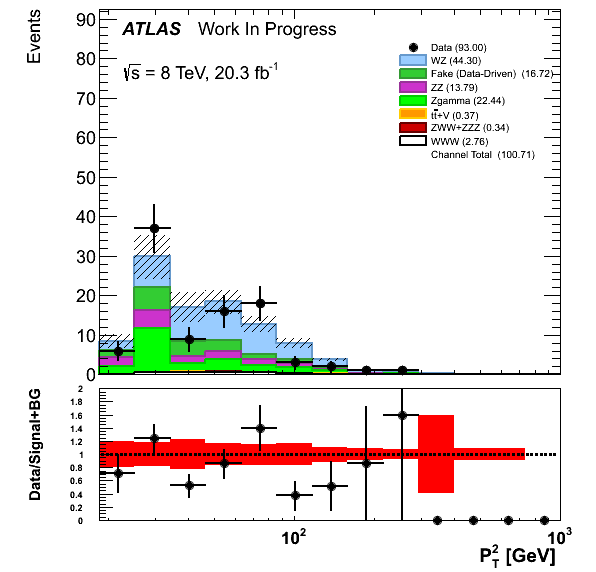 Events
ATLAS Work In Progress
√s = 8 TeV, 20.3 fb⁻¹
Data (93.00)
WZ (44.30)
Fake (Data-Driven) (16.72)
ZZ (13.79)
Zgamma (22.44)
tt̄+V (0.37)
ZWW+ZZZ (0.34)
WWW (2.76)
Channel Total (100.71)
90
80
70
60
50
40
30
20
10
0
Data/Signal+BG
2
1.8
1.6
1.4
1.2
1
0.8
0.6
0.4
0.2
0
10² 10³
P_T² [GeV]